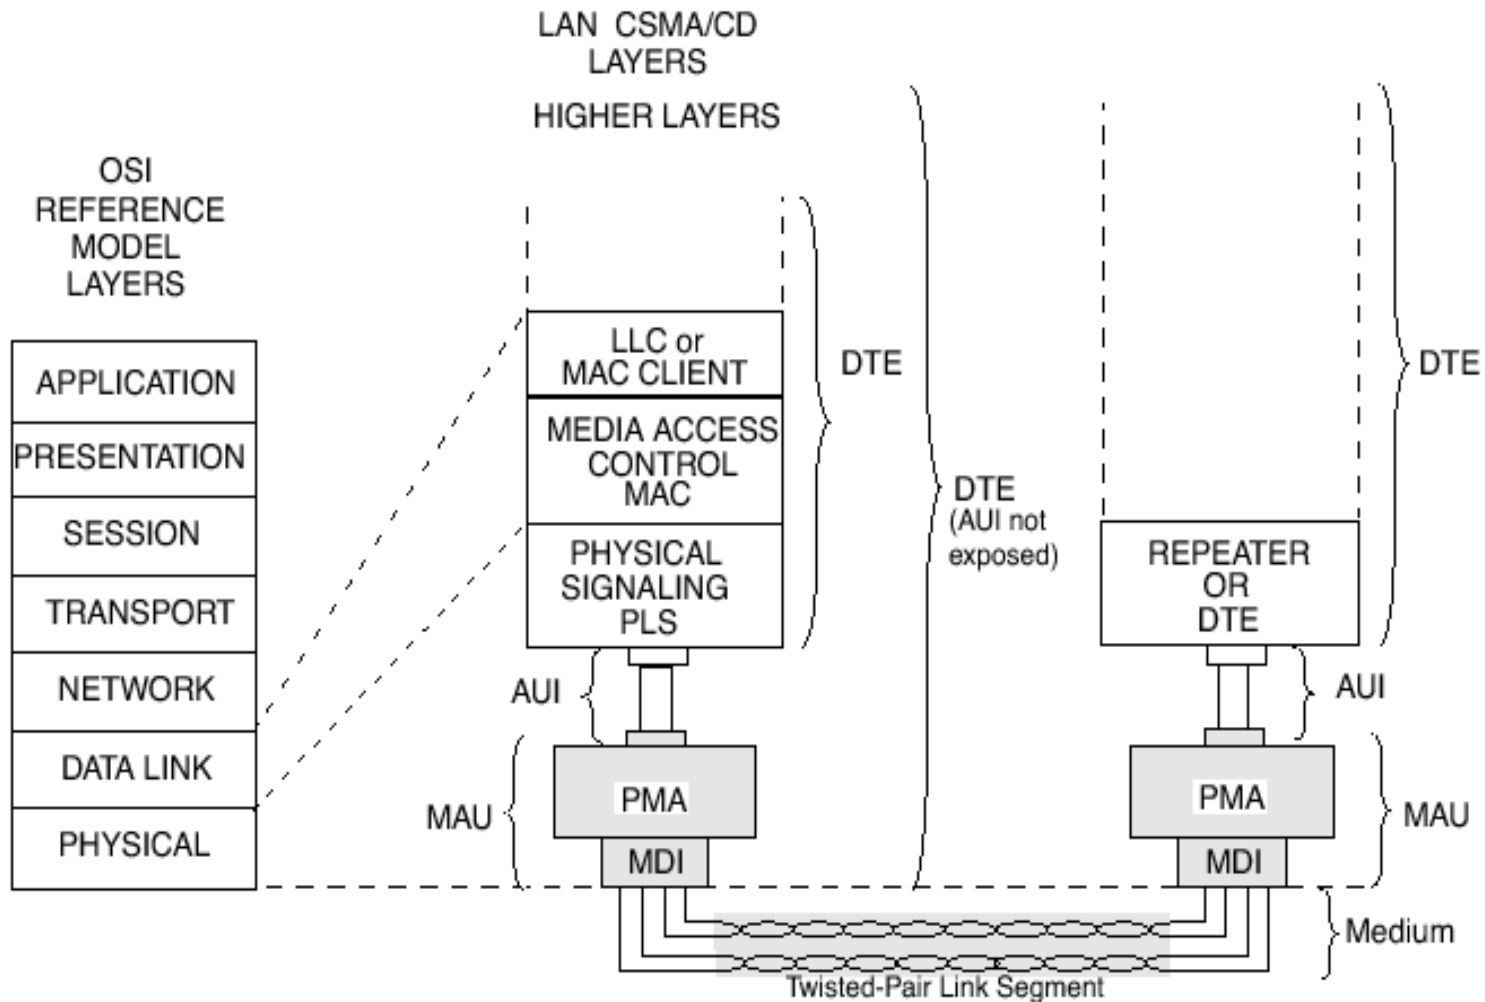 LAN CSMA/CD
LAYERS
HIGHER LAYERS
OSI
REFERENCE
MODEL
LAYERS
APPLICATION
PRESENTATION
SESSION
TRANSPORT
NETWORK
DATA LINK
PHYSICAL
LLC or
MAC CLIENT
MEDIA ACCESS
CONTROL
MAC
PHYSICAL
SIGNALING
PLS
DTE
DTE
(AUI not
exposed)
DTE
REPEATER
OR
DTE
AUI
AUI
MAU
PMA
MDI
PMA
MDI
MAU
Medium
Twisted-Pair Link Segment